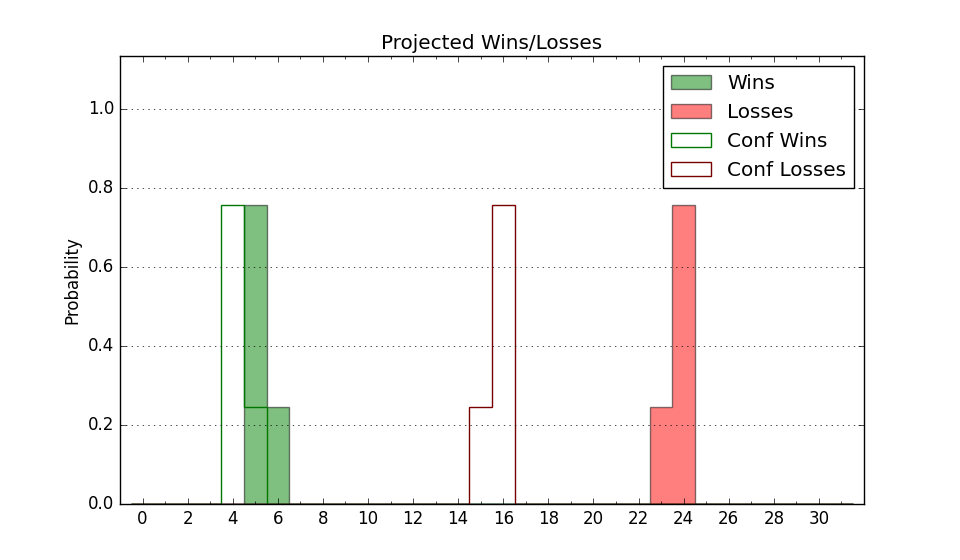 Projected Wins/Losses
Wins
Losses
Conf Wins
Conf Losses
Probability
1.0
0.8
0.6
0.4
0.2
0.0
0 2 4 6 8 10 12 14 16 18 20 22 24 26 28 30